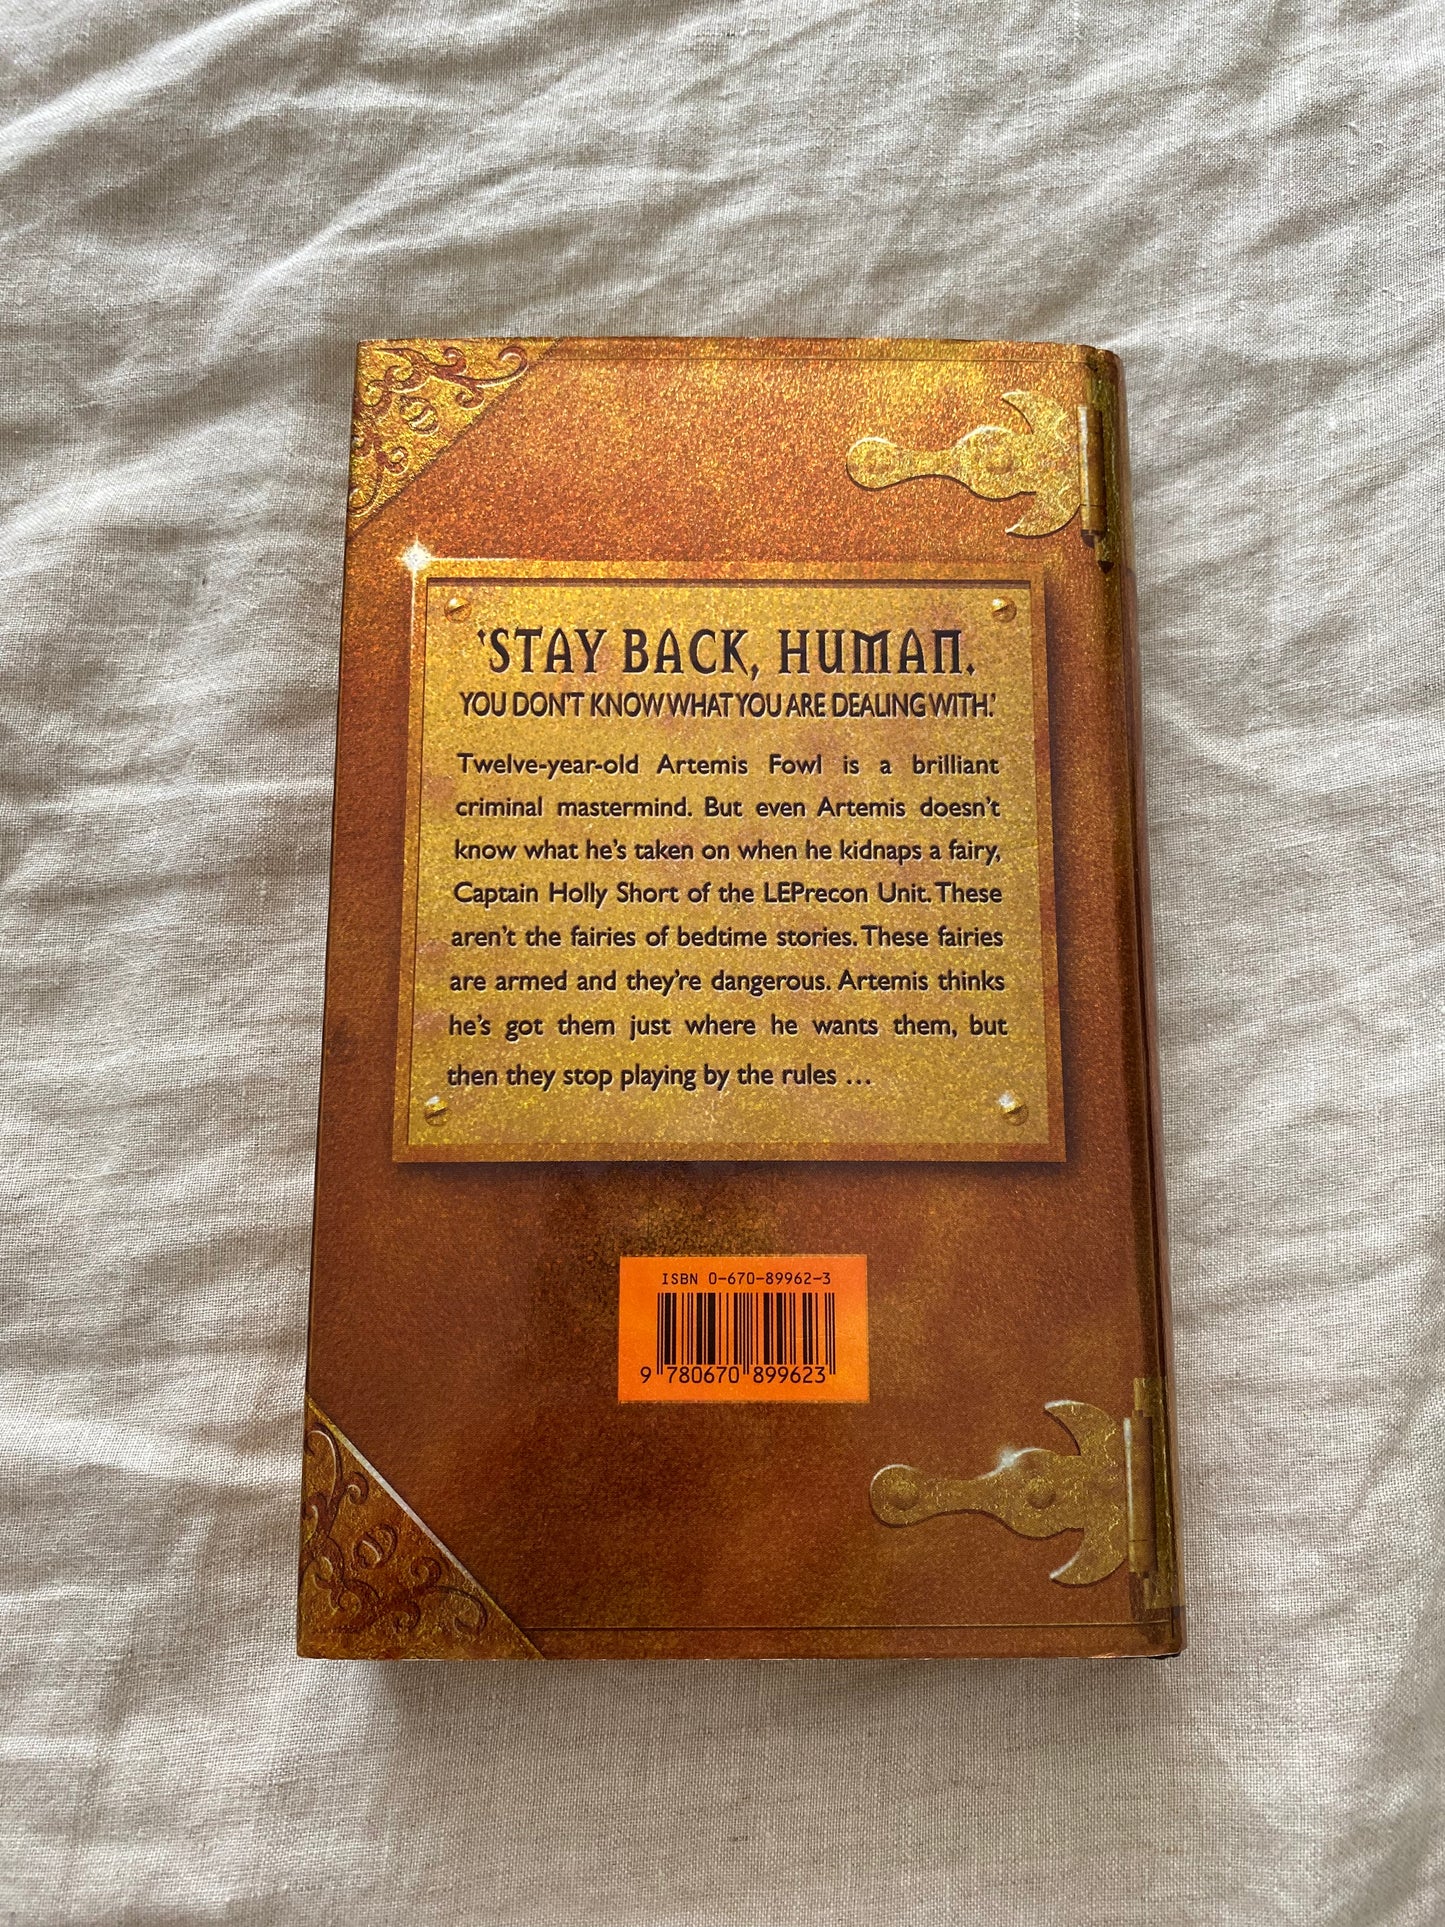 ‘STAY BACK, HUMAN.
YOU DON’T KNOW WHAT YOU ARE DEALING WITH.’
Twelve-year-old Artemis Fowl is a brilliant
criminal mastermind. But even Artemis doesn’t
know what he’s taken on when he kidnaps a fairy,
Captain Holly Short of the LEPrecon Unit. These
aren’t the fairies of bedtime stories. These fairies
are armed and they’re dangerous. Artemis thinks
he’s got them just where he wants them, but
then they stop playing by the rules ...
ISBN 0-670-89962-3
9 780670 899623